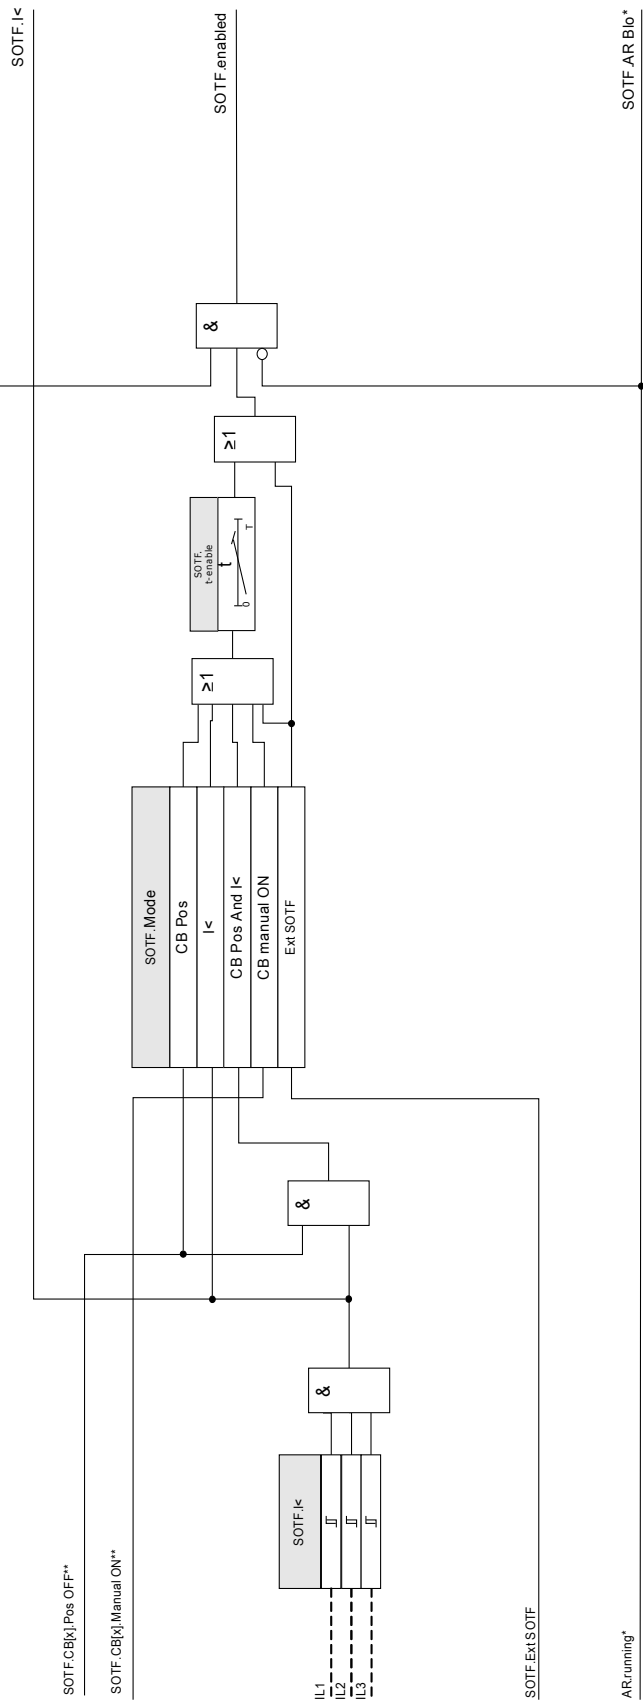 SOTF.I<
SOTF.enabled
SOTF.AR Blo*
&
≥1
SOTF.
t-enable
t
0
T
≥1
SOTF.Mode
CB Pos
I<
CB Pos And I<
CB manual ON
Ext SOTF
&
&
SOTF.I<
SOTF.CB[x].Pos OFF**
SOTF.CB[x].Manual ON**
IL1
IL2
IL3
SOTF.Ext SOTF
AR.running*